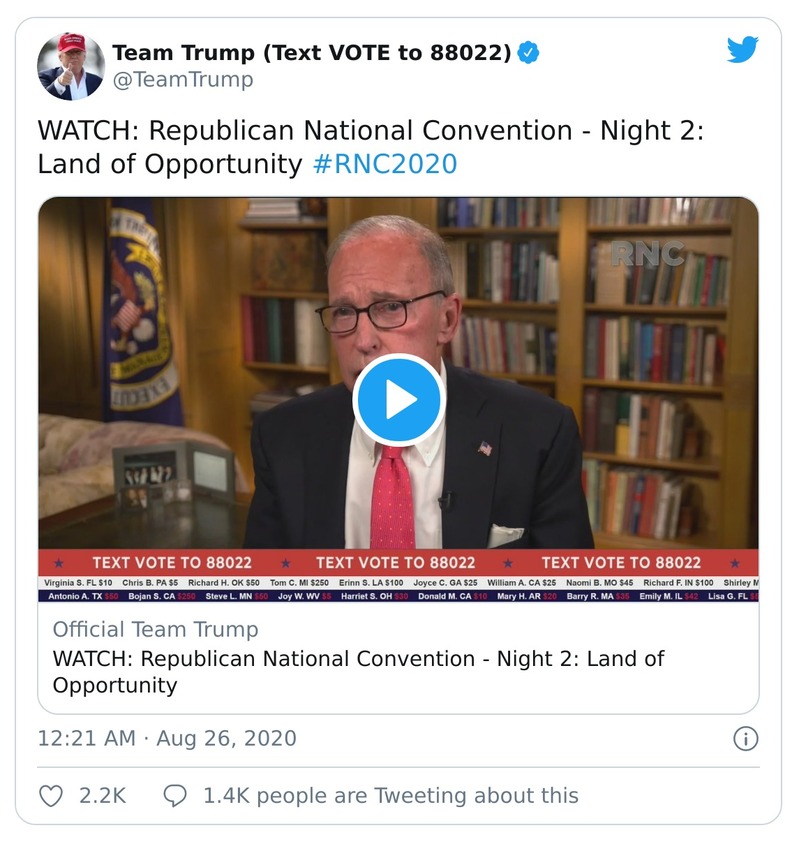 Team Trump (Text VOTE to 88022)
@TeamTrump
WATCH: Republican National Convention - Night 2:
Land of Opportunity #RNC2020
RNC
TEXT VOTE TO 88022 TEXT VOTE TO 88022 TEXT VOTE TO 88022
Virginia S. FL $10 Chris B. PA $5 Richard H. OK $50 Tom C. MI $250 Erinn S. LA $100 Joyce C. GA $25 William A. CA $25 Naomi B. MO $45 Richard F. IN $100 Shirley M
Antonio A. TX $50 Bojan S. CA $250 Steve L. MN $50 Joy W. WV $5 Harriet S. OH $30 Donald M. CA $10 Mary H. AR $20 Barry R. MA $35 Emily M. IL $42 Lisa G. FL
Official Team Trump
WATCH: Republican National Convention - Night 2: Land of
Opportunity
12:21 AM · Aug 26, 2020
2.2K 1.4K people are Tweeting about this